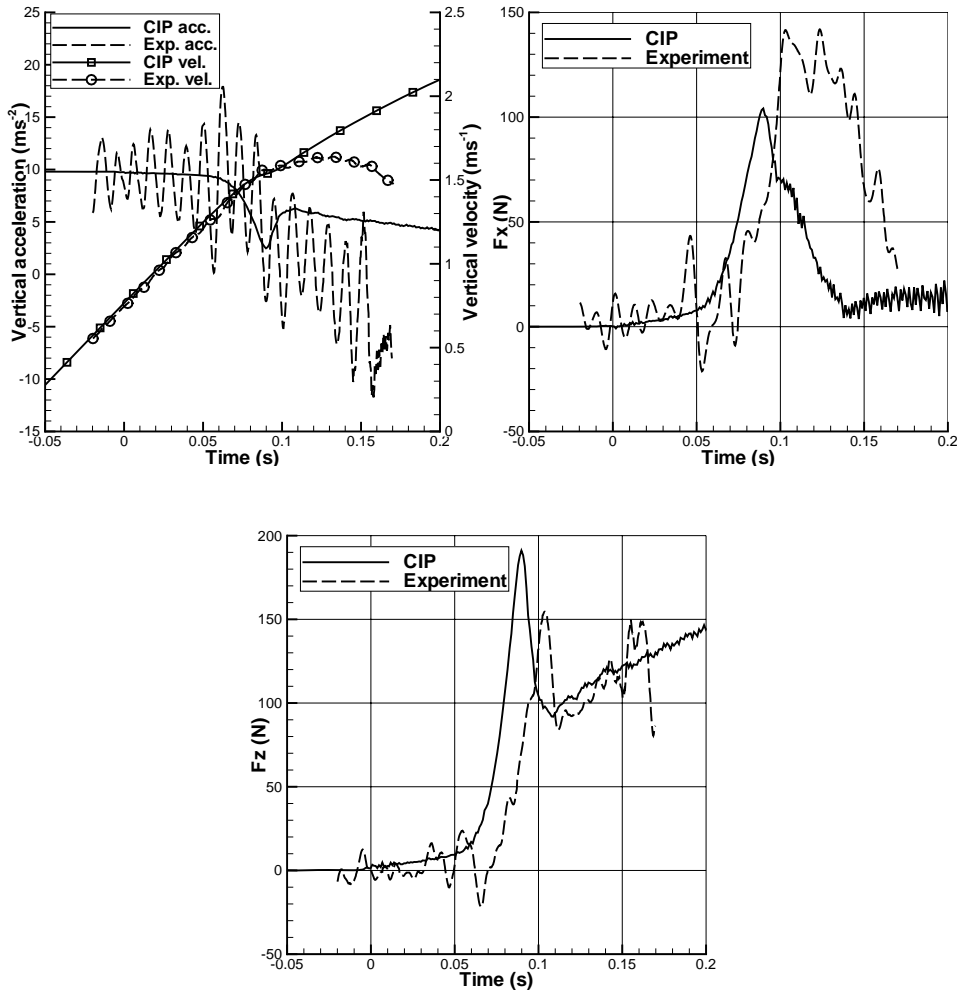 CIP acc.
Exp. acc.
CIP vel.
Exp. vel.
Vertical acceleration (ms-2)
25
20
15
10
5
0
-5
-10
-15
-0.05
0
0.05
0.1
0.15
0.2
Time (s)
Vertical velocity (ms-1)
2.5
2
1.5
1
0.5
0
CIP
Experiment
Fx (N)
150
100
50
0
-50
-0.05
0
0.05
0.1
0.15
0.2
Time (s)
CIP
Experiment
Fz (N)
200
150
100
50
0
-50
-0.05
0
0.05
0.1
0.15
0.2
Time (s)